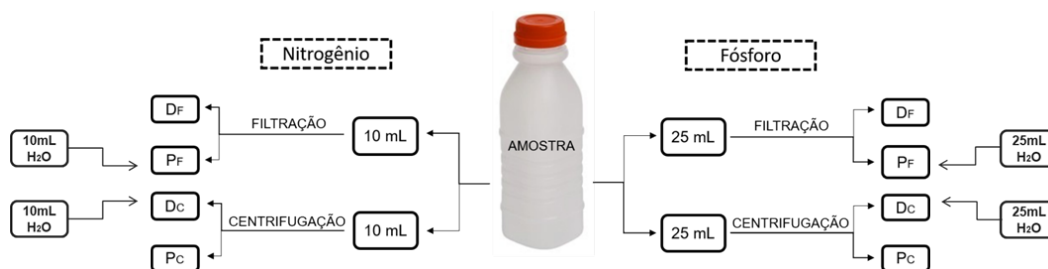 Nitrogênio
Fósforo
DF
FILTRAÇÃO
10 mL
10mL
H2O
PF
10mL
H2O
DC
CENTRIFUGAÇÃO
10 mL
PC
AMOSTRA
25 mL
FILTRAÇÃO
DF
PF
25mL
H2O
25 mL
CENTRIFUGAÇÃO
DC
25mL
H2O
PC